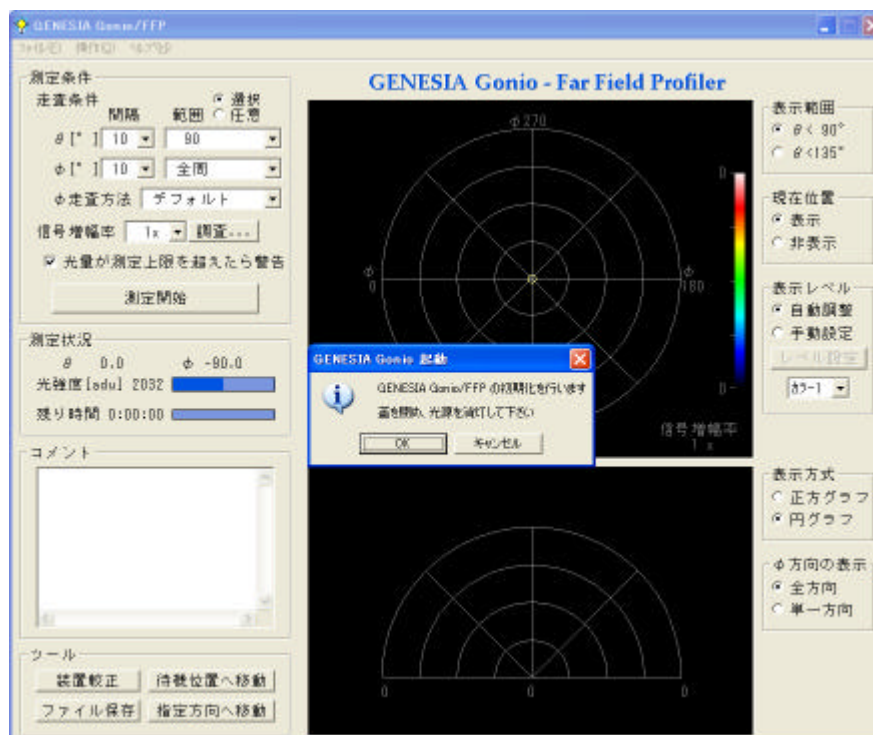 GENESIA Gonio/FFP
ファイル(F) 操作(O) ヘルプ(H)
測定条件
走査条件
選択
間隔 範囲 任意
θ[°] 10 90
φ[°] 10 全周
φ走査方法 デフォルト
信号増幅率 1x 調査...
光量が測定上限を超えたら警告
測定開始
測定状況
θ 0.0 φ -90.0
光強度[adu] 2032
残り時間 0:00:00
コメント
ツール
装置較正 待機位置へ移動
ファイル保存 指定方向へ移動
GENESIA Gonio - Far Field Profiler
φ270
0
φ
0
φ
180
0
信号増幅率
1 x
GENESIA Gonio 起動
GENESIA Gonio/FFP の初期化を行います
蓋を閉め、光源を消灯して下さい
OK キャンセル
0 0 0
表示範囲
θ< 90°
θ<135°
現在位置
表示
非表示
表示レベル
自動調整
手動設定
レベル設定
カラー1
表示方式
正方グラフ
円グラフ
φ方向の表示
全方向
単一方向